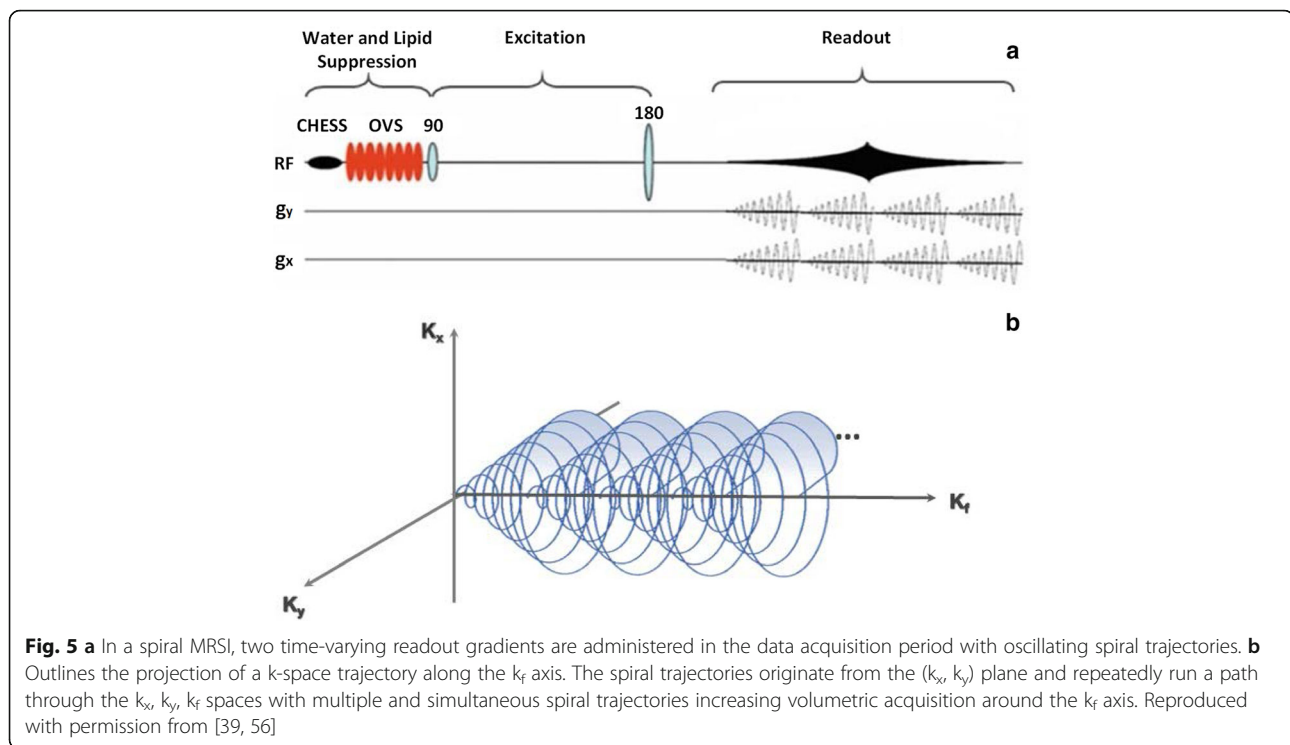 Water and Lipid Suppression
Excitation
Readout
a
CHESS OVS 90
180
RF
gy
gx
b
Kx
Kf
Ky
...
Fig. 5 a In a spiral MRSI, two time-varying readout gradients are administered in the data acquisition period with oscillating spiral trajectories. b
Outlines the projection of a k-space trajectory along the kf axis. The spiral trajectories originate from the (kx, ky) plane and repeatedly run a path
through the kx, ky, kf spaces with multiple and simultaneous spiral trajectories increasing volumetric acquisition around the kf axis. Reproduced
with permission from [39, 56]